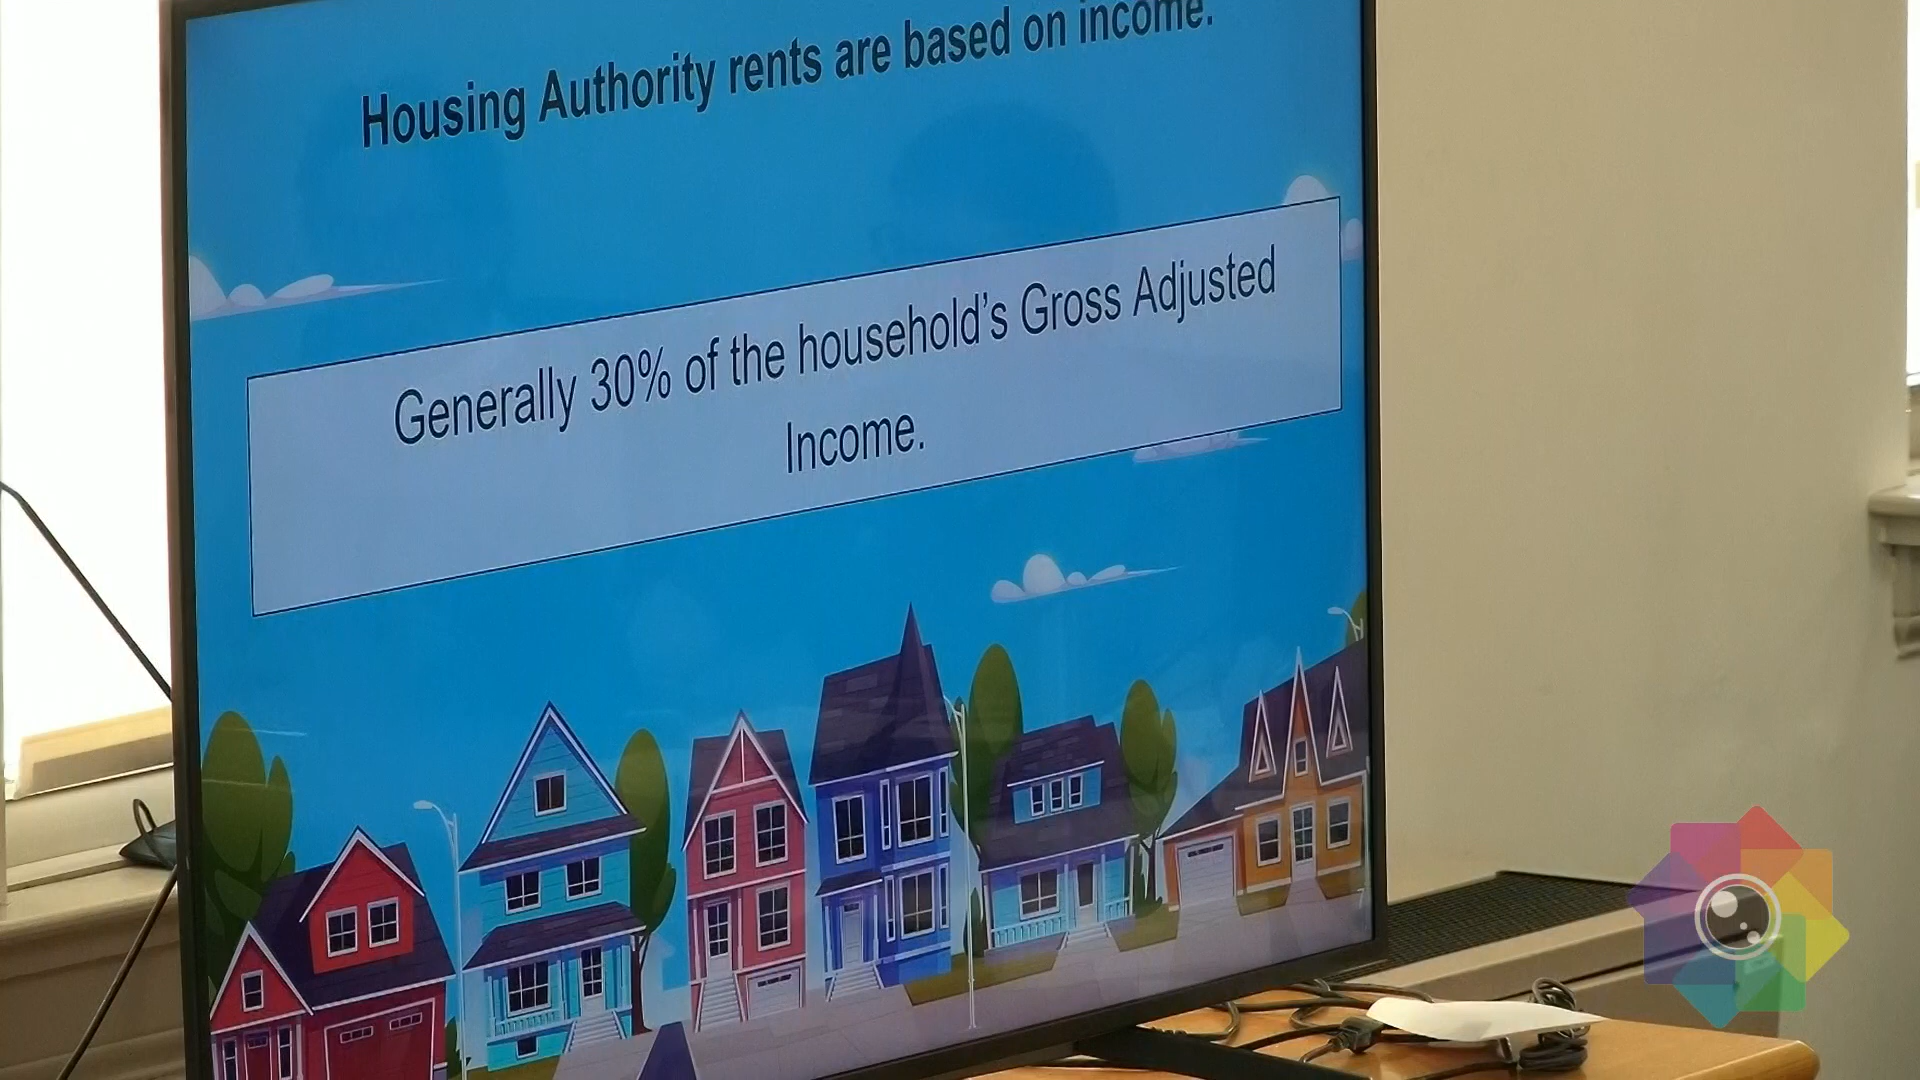 Housing Authority rents are based on income.
Generally 30% of the household’s Gross Adjusted
Income.